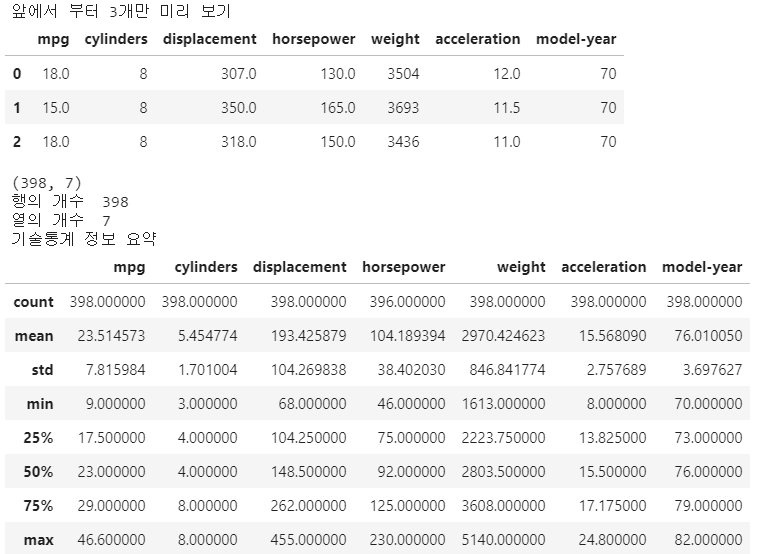 앞에서 부터 3개만 미리 보기
mpg cylinders displacement horsepower weight acceleration model-year
0 18.0 8 307.0 130.0 3504 12.0 70
1 15.0 8 350.0 165.0 3693 11.5 70
2 18.0 8 318.0 150.0 3436 11.0 70
(398, 7)
행의 개수 398
열의 개수 7
기술통계 정보 요약
mpg cylinders displacement horsepower weight acceleration model-year
count 398.000000 398.000000 398.000000 396.000000 398.000000 398.000000 398.000000
mean 23.514573 5.454774 193.425879 104.189394 2970.424623 15.568090 76.010050
std 7.815984 1.701004 104.269838 38.402030 846.841774 2.757689 3.697627
min 9.000000 3.000000 68.000000 46.000000 1613.000000 8.000000 70.000000
25% 17.500000 4.000000 104.250000 75.000000 2223.750000 13.825000 73.000000
50% 23.000000 4.000000 148.500000 92.000000 2803.500000 15.500000 76.000000
75% 29.000000 8.000000 262.000000 125.000000 3608.000000 17.175000 79.000000
max 46.600000 8.000000 455.000000 230.000000 5140.000000 24.800000 82.000000